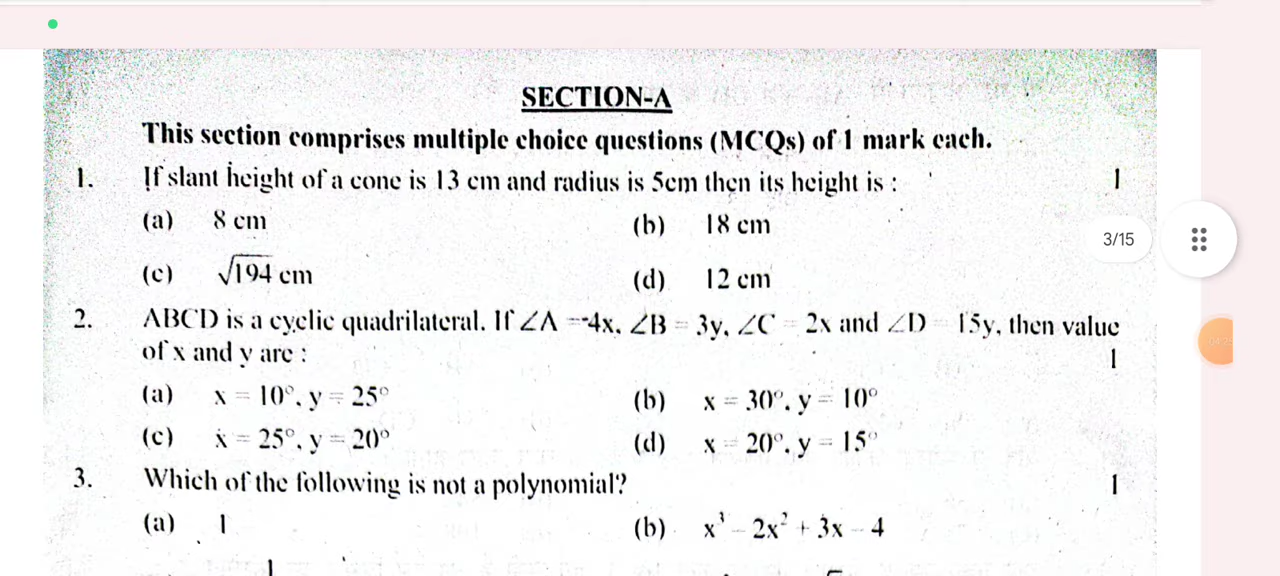 SECTION-A
This section comprises multiple choice questions (MCQs) of 1 mark each.
1. If slant height of a cone is 13 cm and radius is 5cm then its height is : 1
(a) 8 cm (b) 18 cm
(c) √194 cm (d) 12 cm
3/15
2. ABCD is a cyclic quadrilateral. If ∠A = 4x, ∠B = 3y, ∠C = 2x and ∠D = 15y, then value
of x and y are : 1
04:25
(a) x = 10°, y = 25° (b) x = 30°, y = 10°
(c) x = 25°, y = 20° (d) x = 20°, y = 15°
3. Which of the following is not a polynomial? 1
(a) 1 (b) x³ – 2x² + 3x – 4